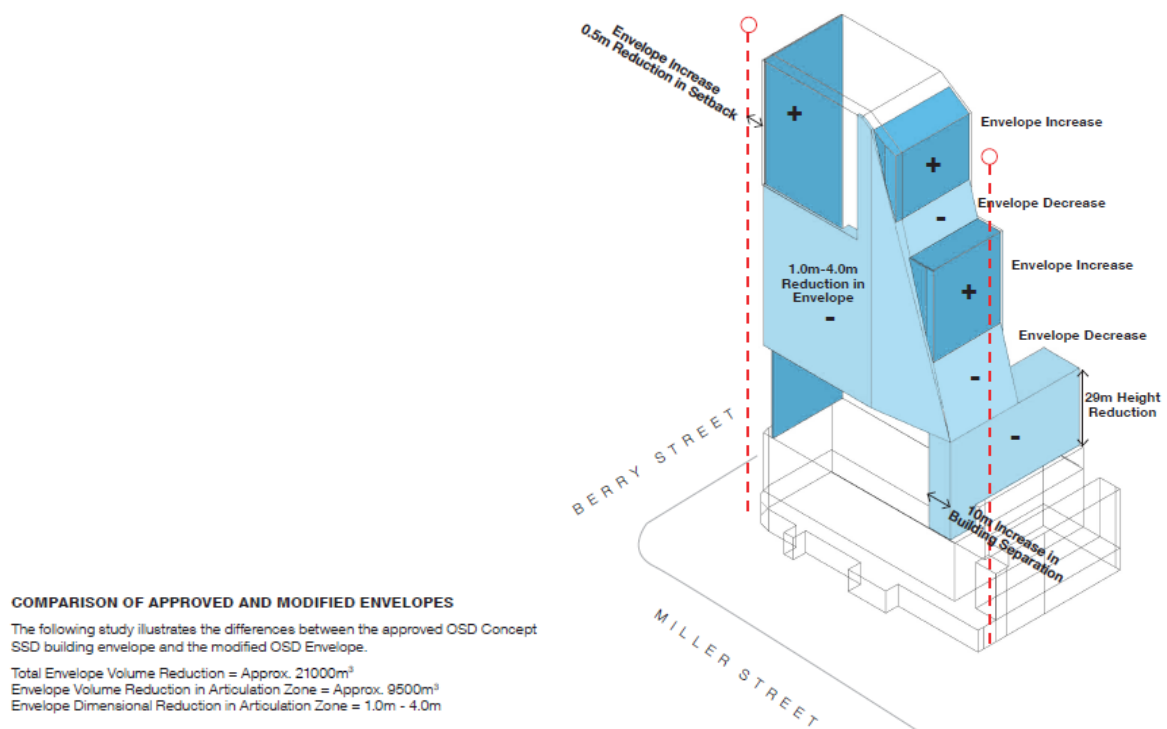 Envelope Increase
0.5m Reduction in Setback
+
Envelope Increase
+
Envelope Decrease
-
1.0m-4.0m
Reduction in
Envelope
-
Envelope Increase
+
Envelope Decrease
-
29m Height
Reduction
-
BERRY STREET
10m Increase in
Building Separation
MILLER STREET
COMPARISON OF APPROVED AND MODIFIED ENVELOPES
The following study illustrates the differences between the approved OSD Concept
SSD building envelope and the modified OSD Envelope.
Total Envelope Volume Reduction = Approx. 21000m³
Envelope Volume Reduction in Articulation Zone = Approx. 9500m³
Envelope Dimensional Reduction in Articulation Zone = 1.0m - 4.0m